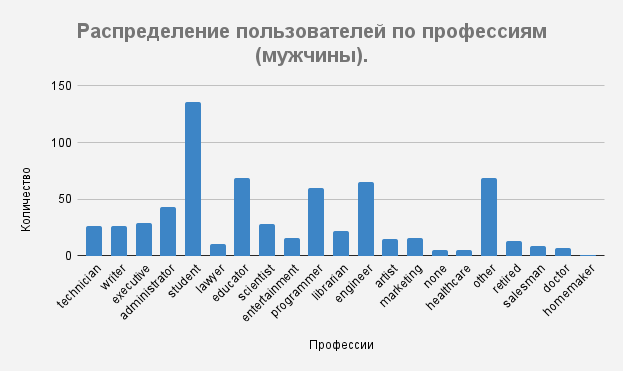 Распределение пользователей по профессиям
(мужчины).
150
100
50
0
Количество
technician
writer
executive
administrator
student
lawyer
educator
scientist
entertainment
programmer
librarian
engineer
artist
marketing
none
healthcare
other
retired
salesman
doctor
homemaker
Профессии